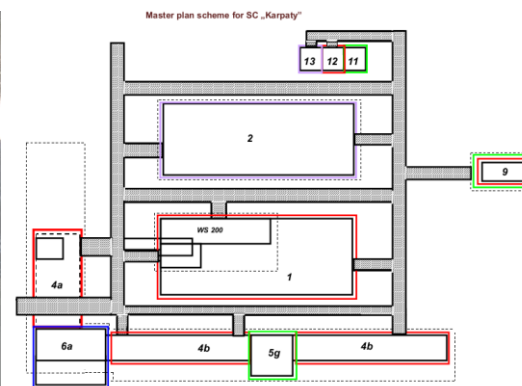 Master plan scheme for SC „Karpaty"
13 12 11
2
9
WS 200
1
4a
6a 4b 5g 4b